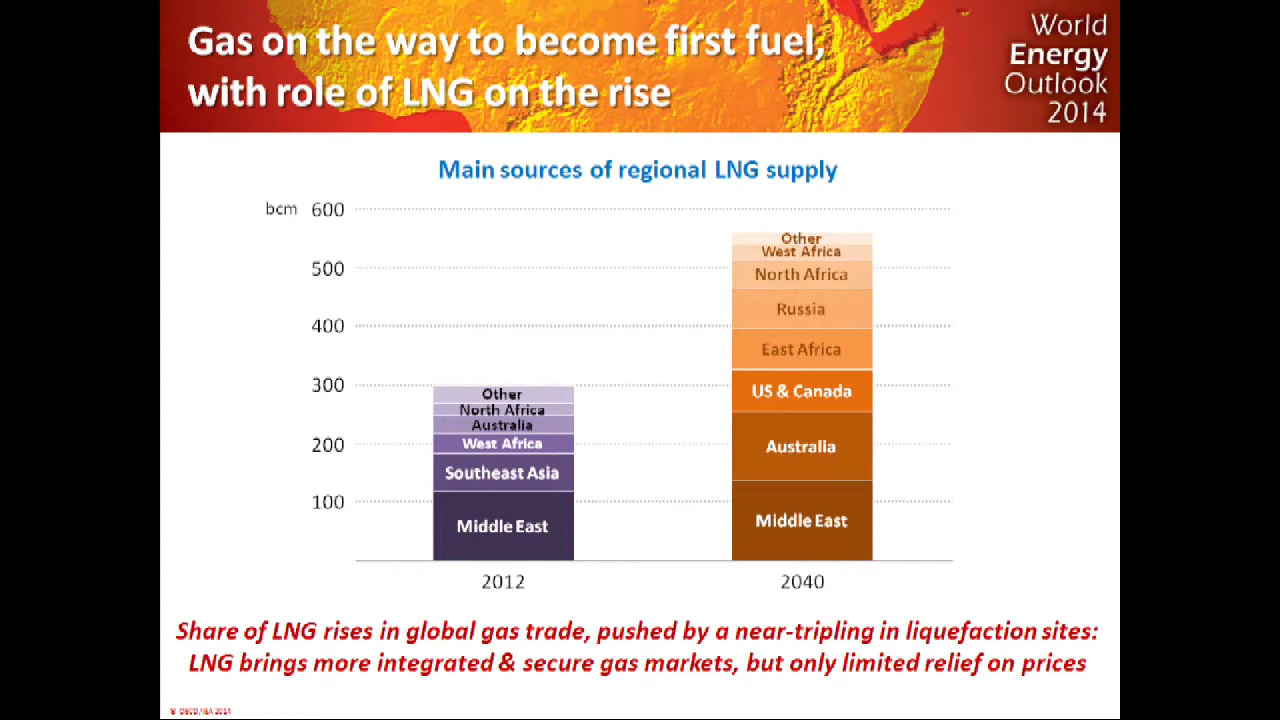 Gas on the way to become first fuel,
with role of LNG on the rise
World
Energy
Outlook
2014
Main sources of regional LNG supply
bcm 600
500
400
300
200
100
Other
North Africa
Australia
West Africa
Southeast Asia
Middle East
Other
West Africa
North Africa
Russia
East Africa
US & Canada
Australia
Middle East
2012 2040
Share of LNG rises in global gas trade, pushed by a near-tripling in liquefaction sites:
LNG brings more integrated & secure gas markets, but only limited relief on prices
© OECD/IEA 2014